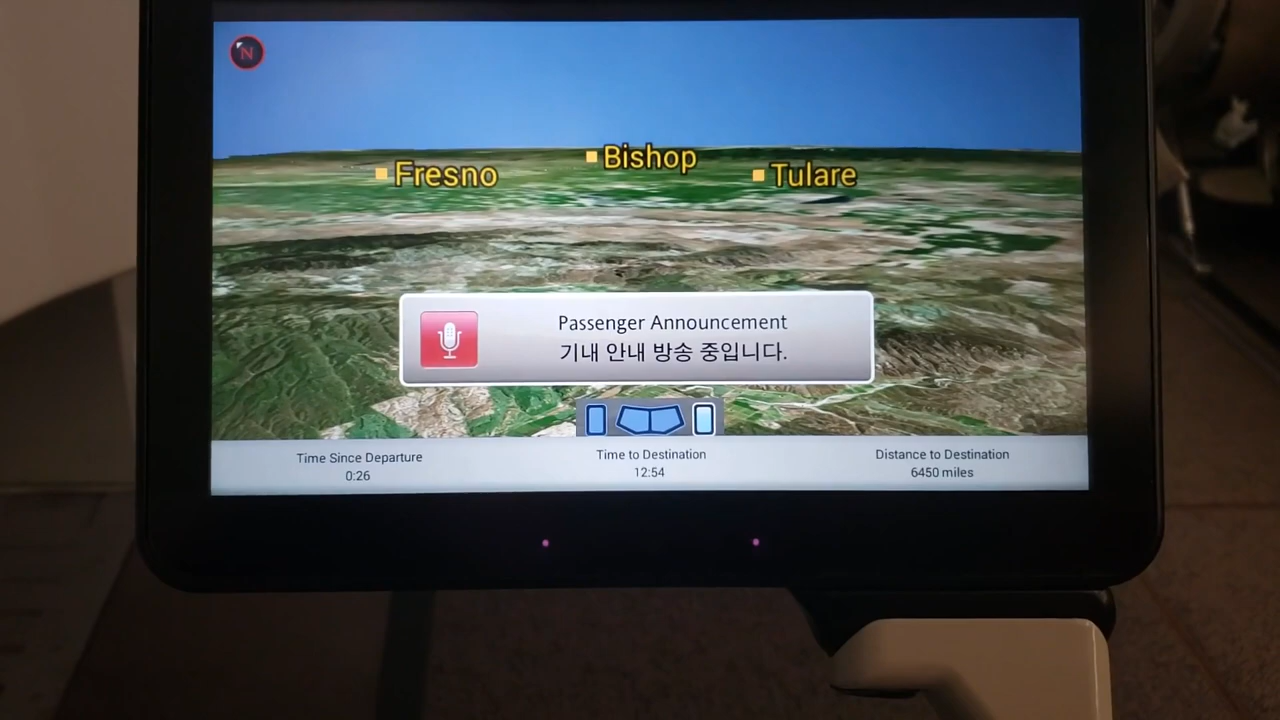 N
Fresno
Bishop
Tulare
Passenger Announcement
기내 안내 방송 중입니다.
Time Since Departure
0:26
Time to Destination
12:54
Distance to Destination
6450 miles